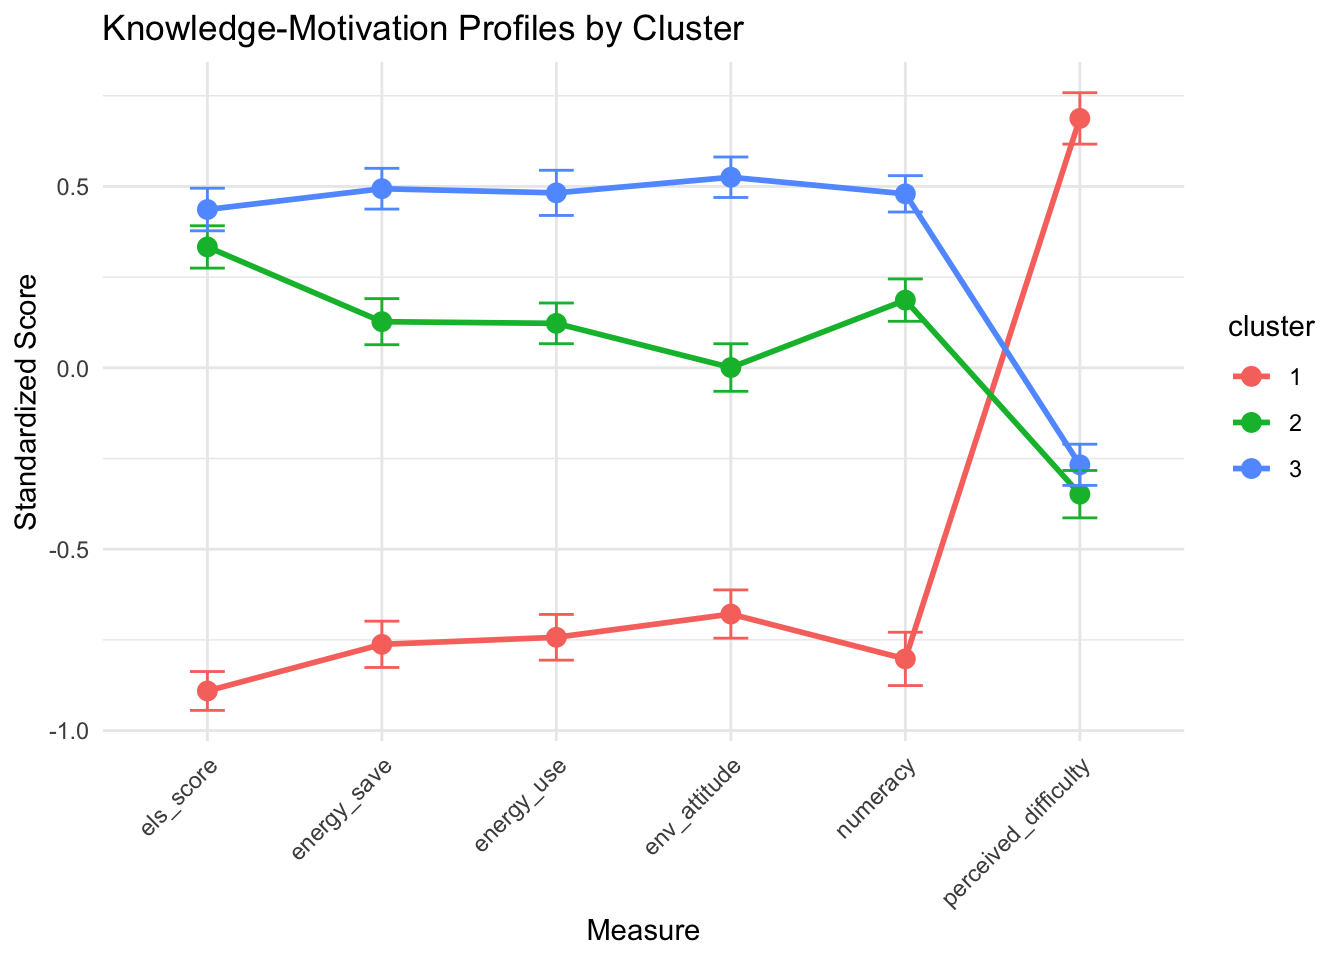 Knowledge-Motivation Profiles by Cluster
Standardized Score
0.5
0.0
-0.5
-1.0
els_score
energy_save
energy_use
env_attitude
numeracy
perceived_difficulty
Measure
cluster
1
2
3